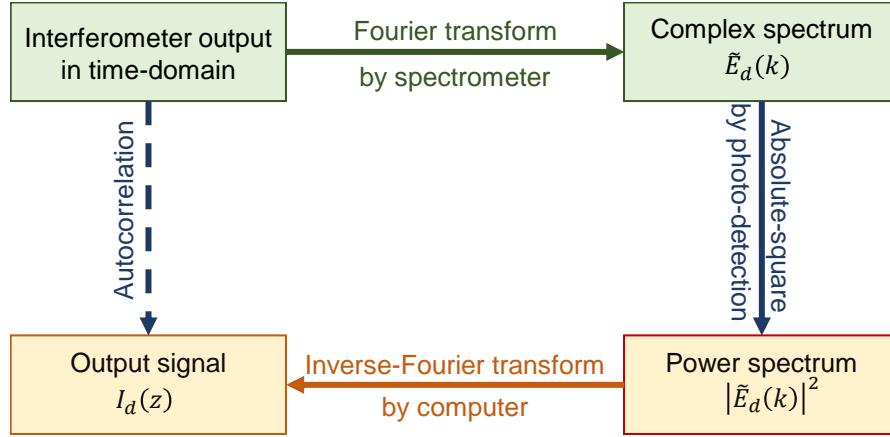 Interferometer output
in time-domain
Fourier transform
by spectrometer
Complex spectrum
Ẽ_d(k)
Autocorrelation
Absolute-square
by photo-detection
Output signal
I_d(z)
Inverse-Fourier transform
by computer
Power spectrum
|Ẽ_d(k)|²